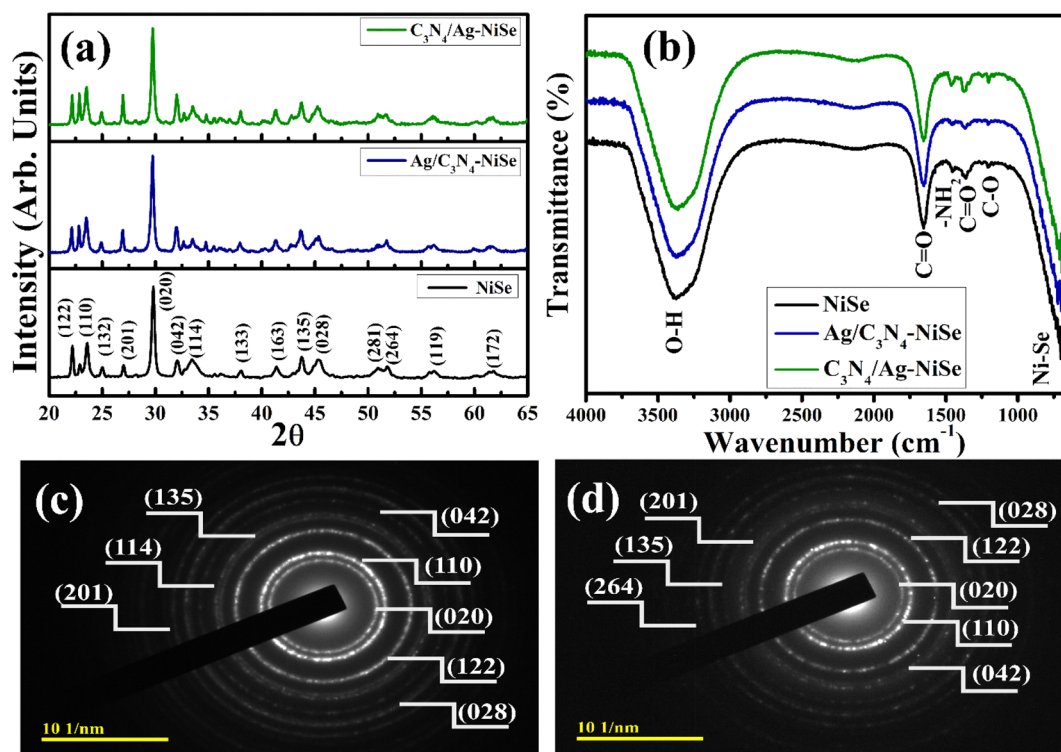 (a)
C₃N₄/Ag-NiSe
Ag/C₃N₄-NiSe
NiSe
Intensity (Arb. Units)
(122)
(110)
(132)
(201)
(020)
(042)
(114)
(133)
(163)
(135)
(028)
(281)
(264)
(119)
(172)
20 25 30 35 40 45 50 55 60 65
2θ
(b)
Transmittance (%)
O-H
C=O
-NH₂
C=O
C-O
Ni-Se
NiSe
Ag/C₃N₄-NiSe
C₃N₄/Ag-NiSe
4000 3500 3000 2500 2000 1500 1000
Wavenumber (cm⁻¹)
(c)
(135)
(114)
(201)
(042)
(110)
(020)
(122)
(028)
10 1/nm
(d)
(201)
(135)
(264)
(028)
(122)
(020)
(110)
(042)
10 1/nm